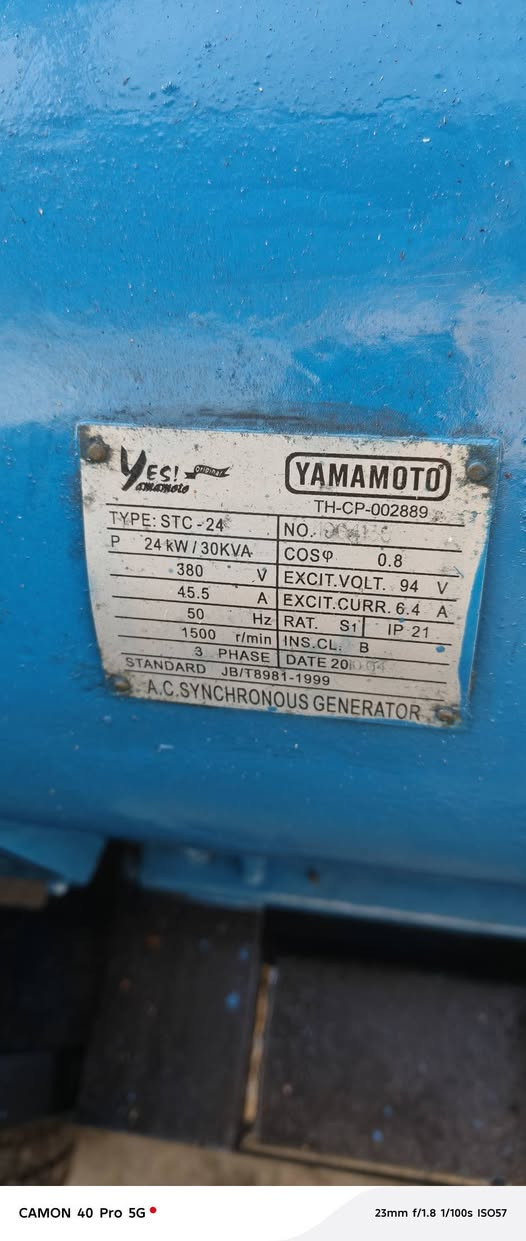 YES! original
Yamamoto
YAMAMOTO
TH-CP-002889
TYPE: STC-24
NO.
P 24 kW / 30KVA
COSφ 0.8
380 V
EXCIT.VOLT. 94 V
45.5 A
EXCIT.CURR. 6.4 A
50 Hz
RAT. S1 IP 21
1500 r/min
INS.CL. B
3 PHASE
DATE 20
STANDARD JB/T8981-1999
A.C.SYNCHRONOUS GENERATOR
CAMON 40 Pro 5G
23mm f/1.8 1/100s ISO57